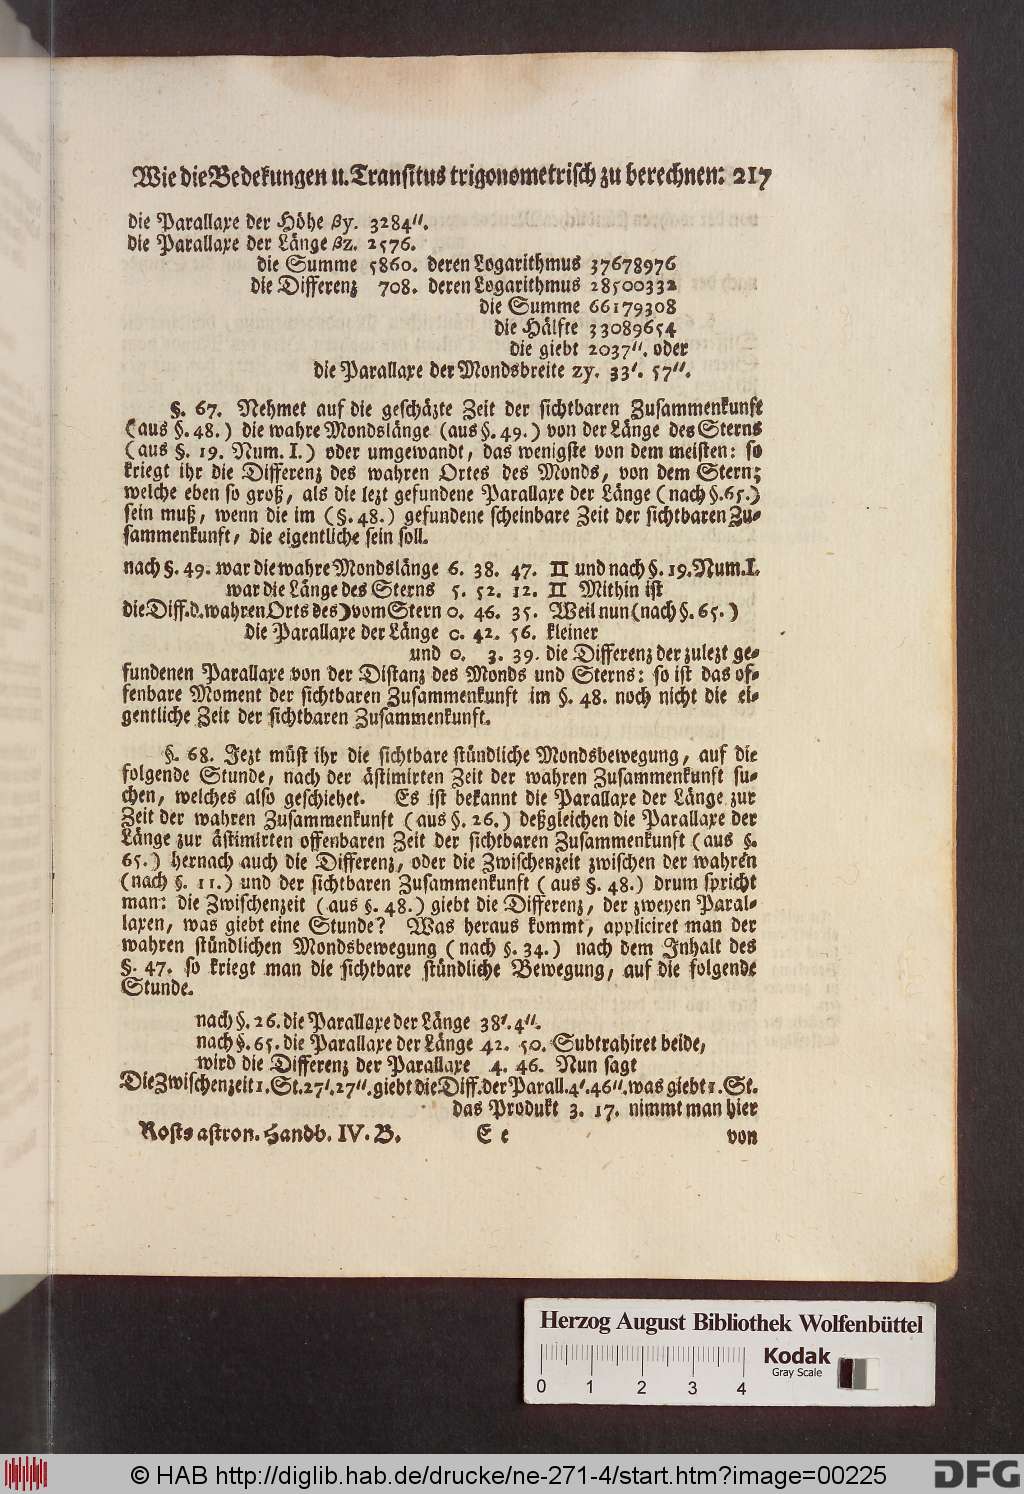 Wie die Bedekungen u. Transitus trigonometrisch zu berechnen: 217
die Parallaxe der Höhe βy. 3284″.
die Parallaxe der Länge βz. 2576.
die Summe 5860. deren Logarithmus 37678976
die Differenz 708. deren Logarithmus 28500332
die Summe 66179308
die Hälfte 33089654
die giebt 2037″. oder
die Parallaxe der Mondsbreite zy. 33′. 57″.
§. 67. Nehmet auf die geschäzte Zeit der sichtbaren Zusammenkunft
(aus §. 48.) die wahre Mondslänge (aus §. 49.) von der Länge des Sterns
(aus §. 19. Num. I.) oder umgewandt, das wenigste von dem meisten: so
kriegt ihr die Differenz des wahren Ortes des Monds, von dem Stern;
welche eben so groß, als die lezt gefundene Parallaxe der Länge (nach §. 65.)
sein muß, wenn die im (§. 48.) gefundene scheinbare Zeit der sichtbaren Zu-
sammenkunft, die eigentliche sein soll.
nach §. 49. war die wahre Mondslänge 6. 38. 47. ♊ und nach §. 19. Num. I.
war die Länge des Sterns 5. 52. 12. ♊ Mithin ist
die Diff. d. wahren Orts des ☽ vom Stern 0. 46. 35. Weil nun (nach §. 65.)
die Parallaxe der Länge 0. 42. 56. kleiner
und 0. 3. 39. die Differenz der zulezt ge-
fundenen Parallaxe von der Distanz des Monds und Sterns: so ist das of-
fenbare Moment der sichtbaren Zusammenkunft im §. 48. noch nicht die ei-
gentliche Zeit der sichtbaren Zusammenkunft.
§. 68. Jezt müst ihr die sichtbare stündliche Mondsbewegung, auf die
folgende Stunde, nach der ästimirten Zeit der wahren Zusammenkunft su-
chen, welches also geschiehet. Es ist bekannt die Parallaxe der Länge zur
Zeit der wahren Zusammenkunft (aus §. 26.) deßgleichen die Parallaxe der
Länge zur ästimirten offenbaren Zeit der sichtbaren Zusammenkunft (aus §.
65.) hernach auch die Differenz, oder die Zwischenzeit zwischen der wahren
(nach §. 11.) und der sichtbaren Zusammenkunft (aus §. 48.) drum spricht
man: die Zwischenzeit (aus §. 48.) giebt die Differenz, der zweyen Paral-
laxen, was giebt eine Stunde? Was heraus kommt, appliciret man der
wahren stündlichen Mondsbewegung (nach §. 34.) nach dem Inhalt des
§. 47. so kriegt man die sichtbare stündliche Bewegung, auf die folgende
Stunde.
nach §. 26. die Parallaxe der Länge 38′. 4″.
nach §. 65. die Parallaxe der Länge 42. 50. Subtrahiret beide,
wird die Differenz der Parallaxe 4. 46. Nun sagt
Die Zwischenzeit 1. St. 27′. 27″. giebt die Diff. der Parall. 4′. 46″. was giebt 1. St.
das Produkt 3. 17. nimmt man hier
Rosts astron. Handb. IV. B. E e von
Herzog August Bibliothek Wolfenbüttel
0 1 2 3 4 Kodak
Gray Scale
© HAB http://diglib.hab.de/drucke/ne-271-4/start.htm?image=00225 DFG